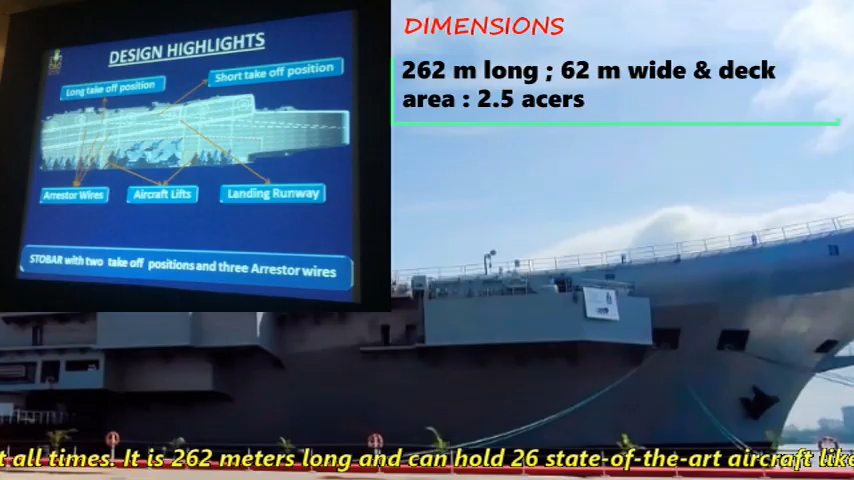 DESIGN HIGHLIGHTS
Long take off position
Short take off position
Arrestor Wires
Aircraft Lifts
Landing Runway
STOBAR with two take off positions and three Arrestor wires
DIMENSIONS
262 m long ; 62 m wide & deck
area : 2.5 acers
t all times. It is 262 meters long and can hold 26 state-of-the-art aircraft like